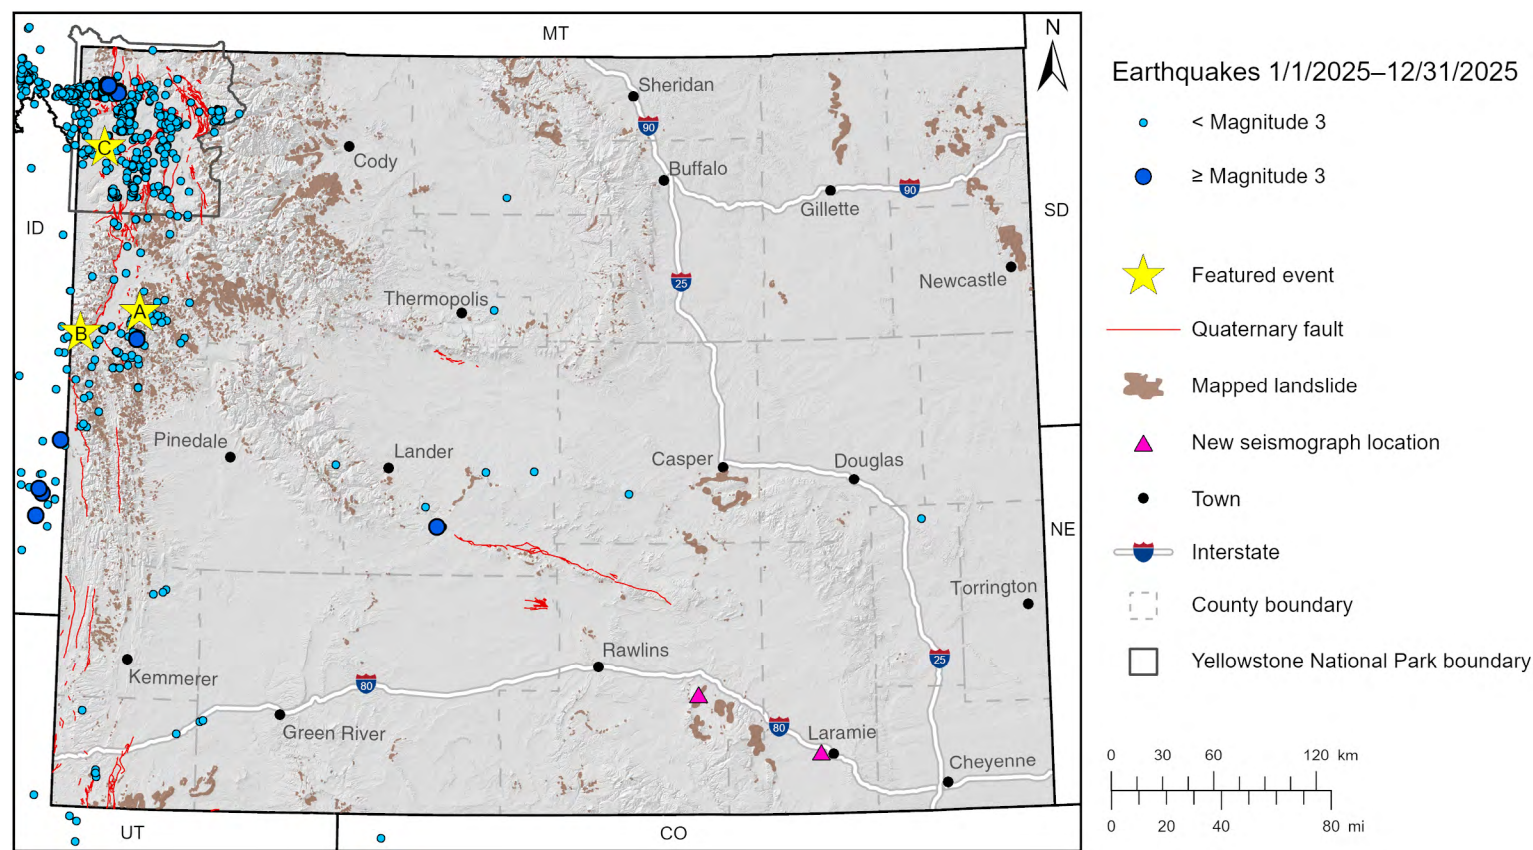 MT
N
Sheridan
90
C
Cody
Buffalo
90
Gillette
SD
ID
25
Newcastle
Thermopolis
A
B
Pinedale
Lander
Casper
Douglas
NE
Torrington
Rawlins
25
Kemmerer
80
Green River
80
Laramie
Cheyenne
UT
CO
Earthquakes 1/1/2025–12/31/2025
< Magnitude 3
≥ Magnitude 3
Featured event
Quaternary fault
Mapped landslide
New seismograph location
Town
Interstate
County boundary
Yellowstone National Park boundary
0 30 60 120 km
0 20 40 80 mi